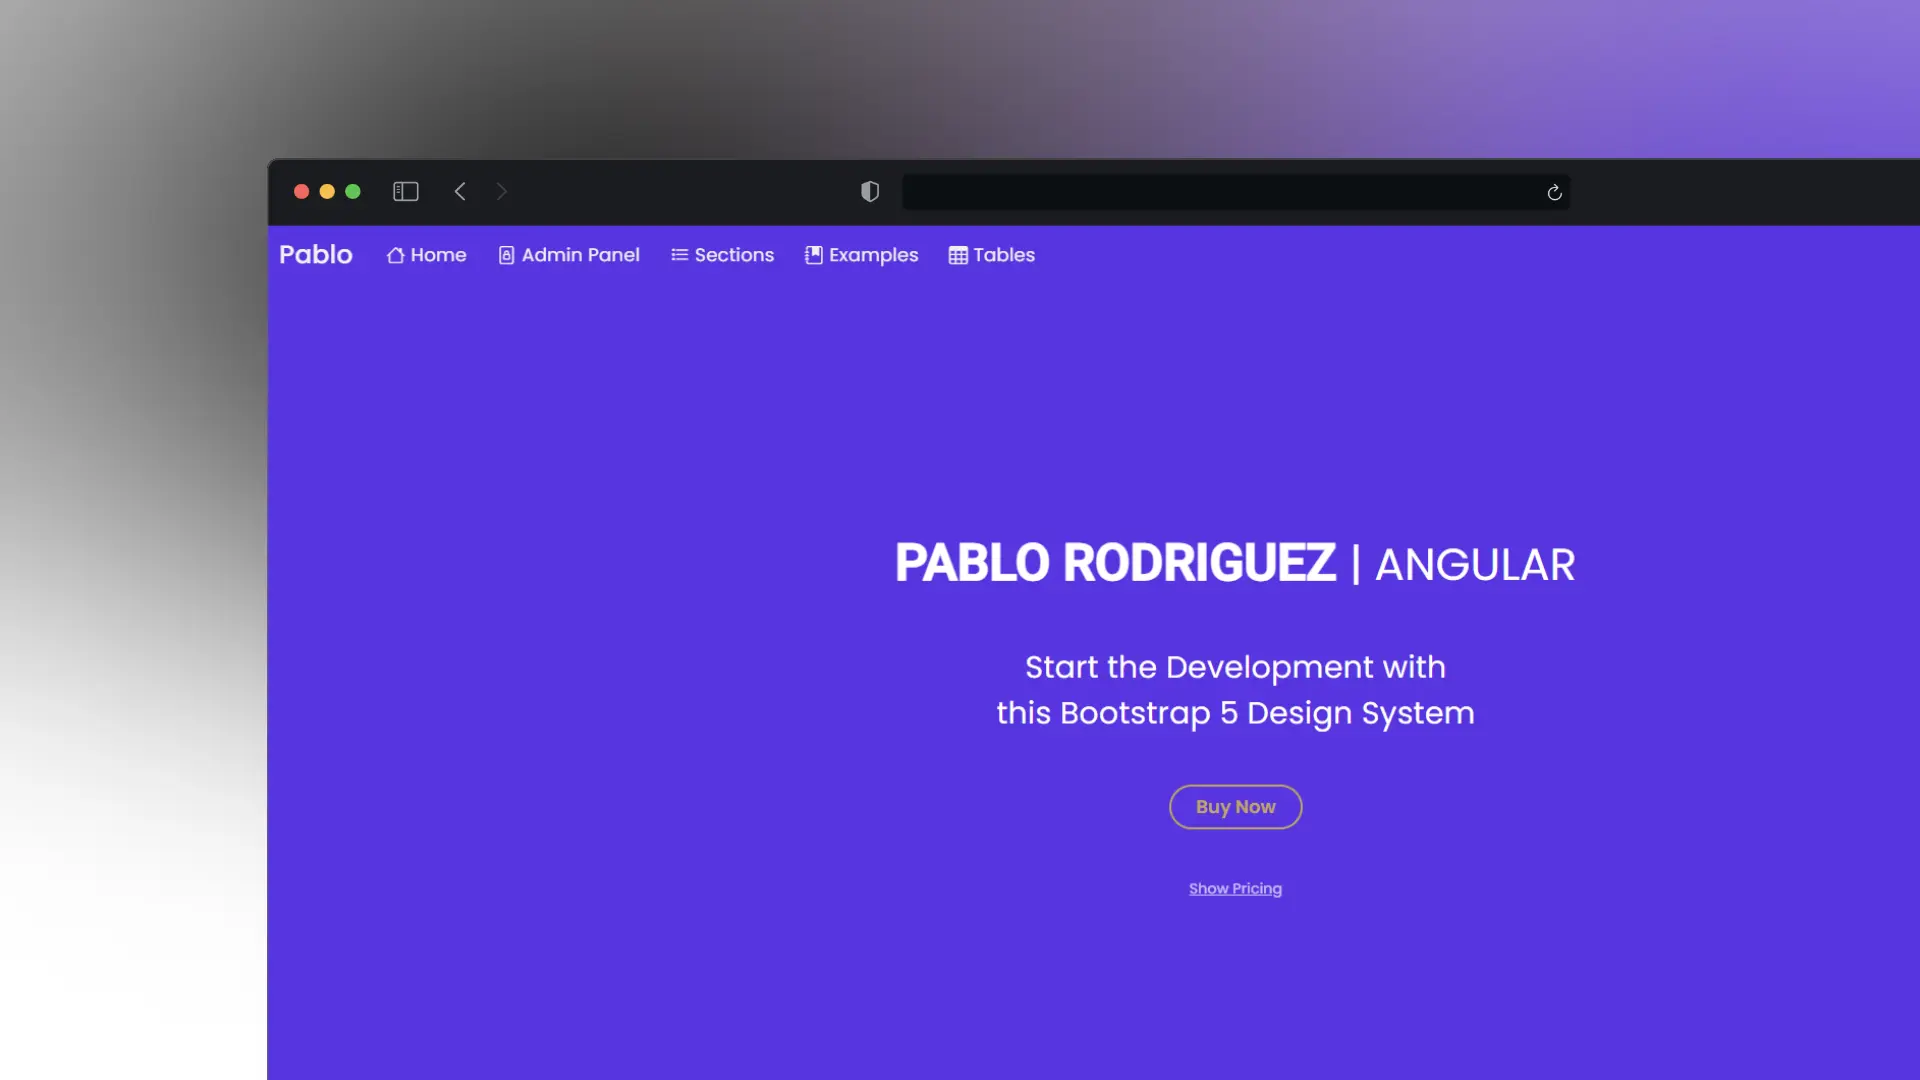 Pablo Home Admin Panel Sections Examples Tables
PABLO RODRIGUEZ | ANGULAR
Start the Development with
this Bootstrap 5 Design System
Buy Now
Show Pricing